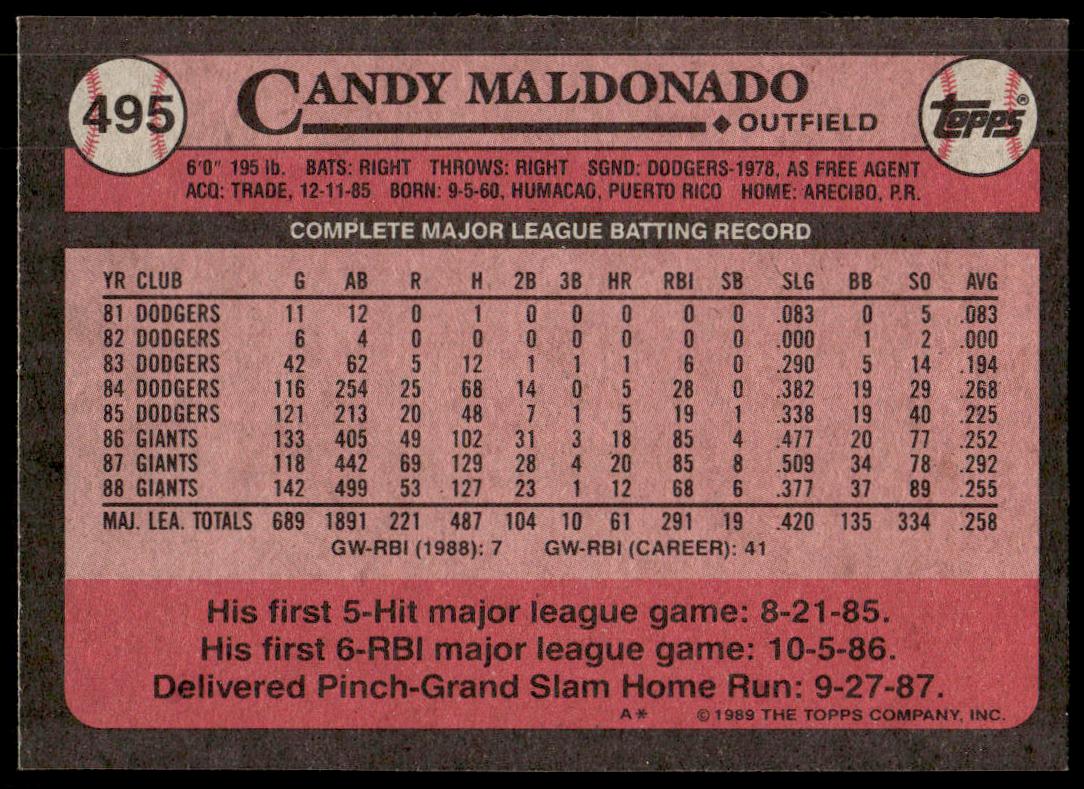 495
CANDY MALDONADO
OUTFIELD
Topps®
6'0" 195 lb. BATS: RIGHT THROWS: RIGHT SGND: DODGERS-1978, AS FREE AGENT
ACQ: TRADE, 12-11-85 BORN: 9-5-60, HUMACAO, PUERTO RICO HOME: ARECIBO, P.R.
COMPLETE MAJOR LEAGUE BATTING RECORD
YR CLUB G AB R H 2B 3B HR RBI SB SLG BB SO AVG
81 DODGERS 11 12 0 1 0 0 0 0 0 .083 0 5 .083
82 DODGERS 6 4 0 0 0 0 0 0 0 .000 1 2 .000
83 DODGERS 42 62 5 12 1 1 1 6 0 .290 5 14 .194
84 DODGERS 116 254 25 68 14 0 5 28 0 .382 19 29 .268
85 DODGERS 121 213 20 48 7 1 5 19 1 .338 19 40 .225
86 GIANTS 133 405 49 102 31 3 18 85 4 .477 20 77 .252
87 GIANTS 118 442 69 129 28 4 20 85 8 .509 34 78 .292
88 GIANTS 142 499 53 127 23 1 12 68 6 .377 37 89 .255
MAJ. LEA. TOTALS 689 1891 221 487 104 10 61 291 19 .420 135 334 .258
GW-RBI (1988): 7 GW-RBI (CAREER): 41
His first 5-Hit major league game: 8-21-85.
His first 6-RBI major league game: 10-5-86.
Delivered Pinch-Grand Slam Home Run: 9-27-87.
A* © 1989 THE TOPPS COMPANY, INC.